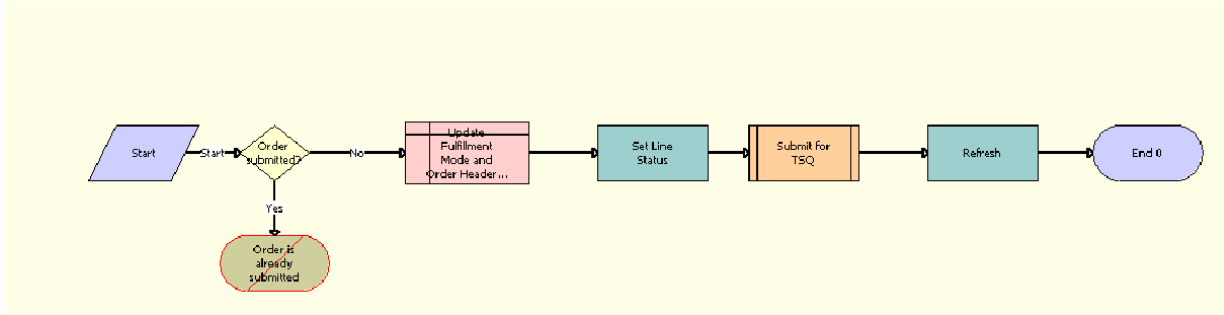 Start
Start
Order
submitted?
No
Update
Fulfillment
Mode and
Order Header...
Set Line
Status
Submit for
TSQ
Refresh
End 0
Yes
Order is
already
submitted